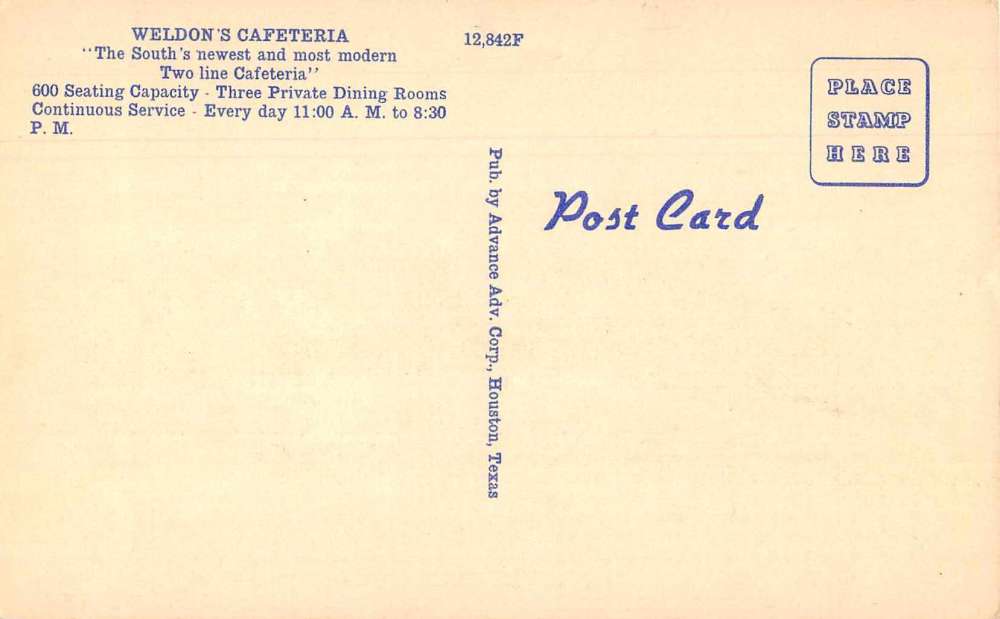 WELDON'S CAFETERIA
"The South's newest and most modern
Two line Cafeteria"
600 Seating Capacity - Three Private Dining Rooms
Continuous Service - Every day 11:00 A. M. to 8:30
P. M.
12,842F
Pub. by Advance Adv. Corp., Houston, Texas
Post Card
PLACE
STAMP
HERE